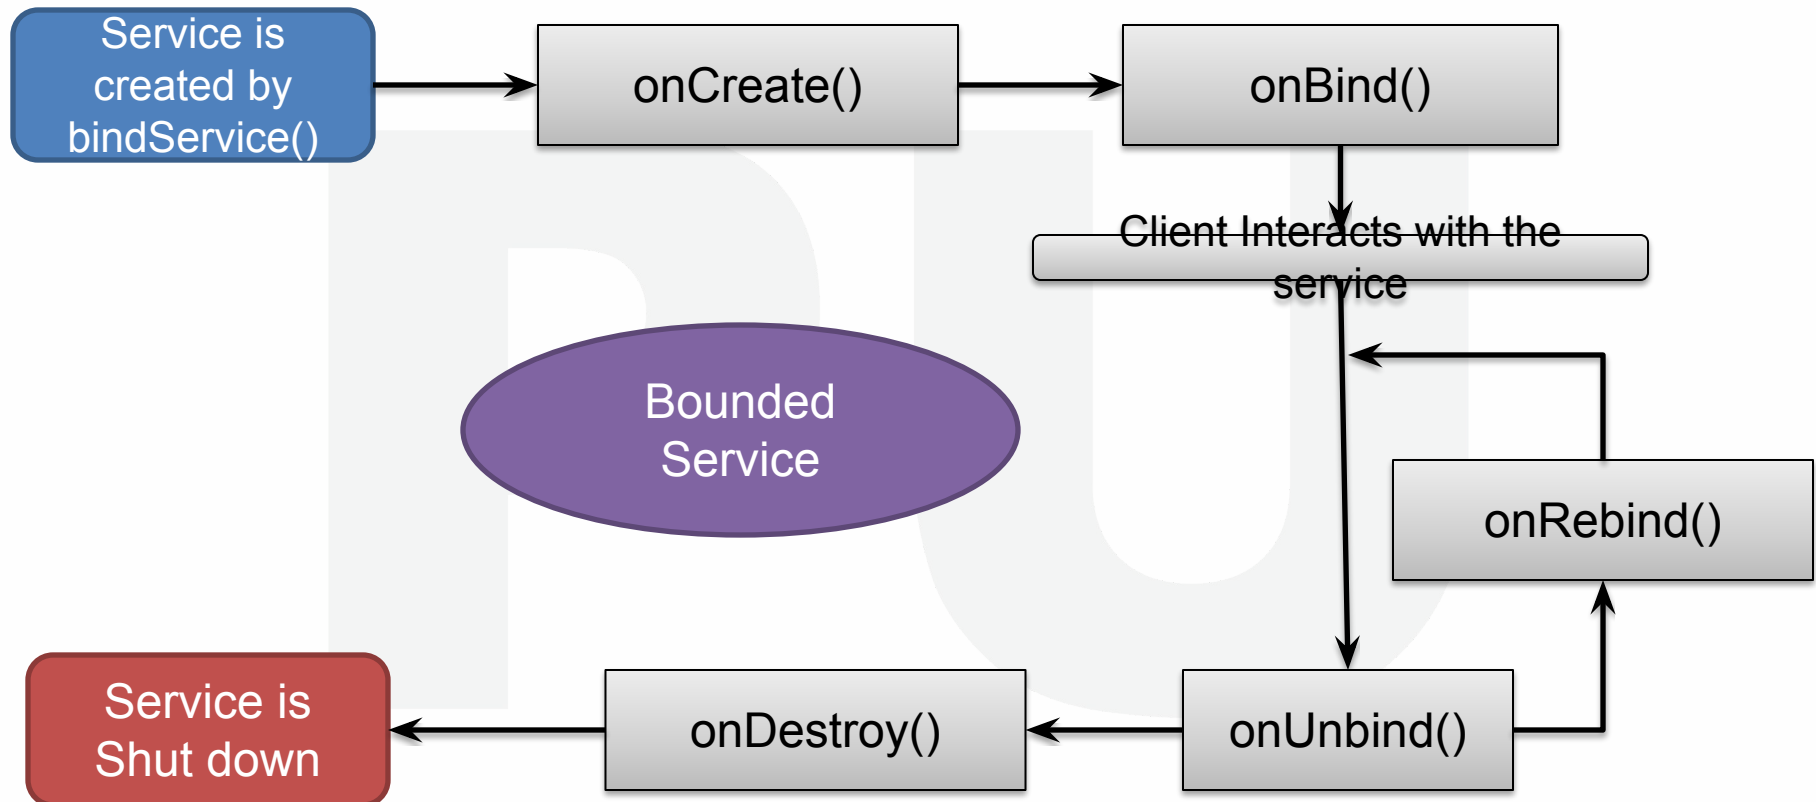 Service is
created by
bindService()
onCreate()
onBind()
Client Interacts with the
service
Bounded
Service
onRebind()
Service is
Shut down
onDestroy()
onUnbind()
PU